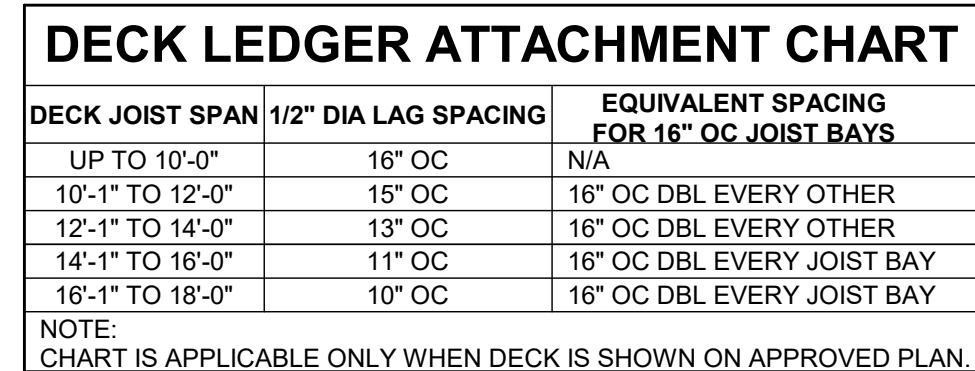 DECK LEDGER ATTACHMENT CHART
DECK JOIST SPAN 1/2" DIA LAG SPACING EQUIVALENT SPACING
FOR 16" OC JOIST BAYS
UP TO 10'-0" 16" OC N/A
10'-1" TO 12'-0" 15" OC 16" OC DBL EVERY OTHER
12'-1" TO 14'-0" 13" OC 16" OC DBL EVERY OTHER
14'-1" TO 16'-0" 11" OC 16" OC DBL EVERY JOIST BAY
16'-1" TO 18'-0" 10" OC 16" OC DBL EVERY JOIST BAY
NOTE:
CHART IS APPLICABLE ONLY WHEN DECK IS SHOWN ON APPROVED PLAN.